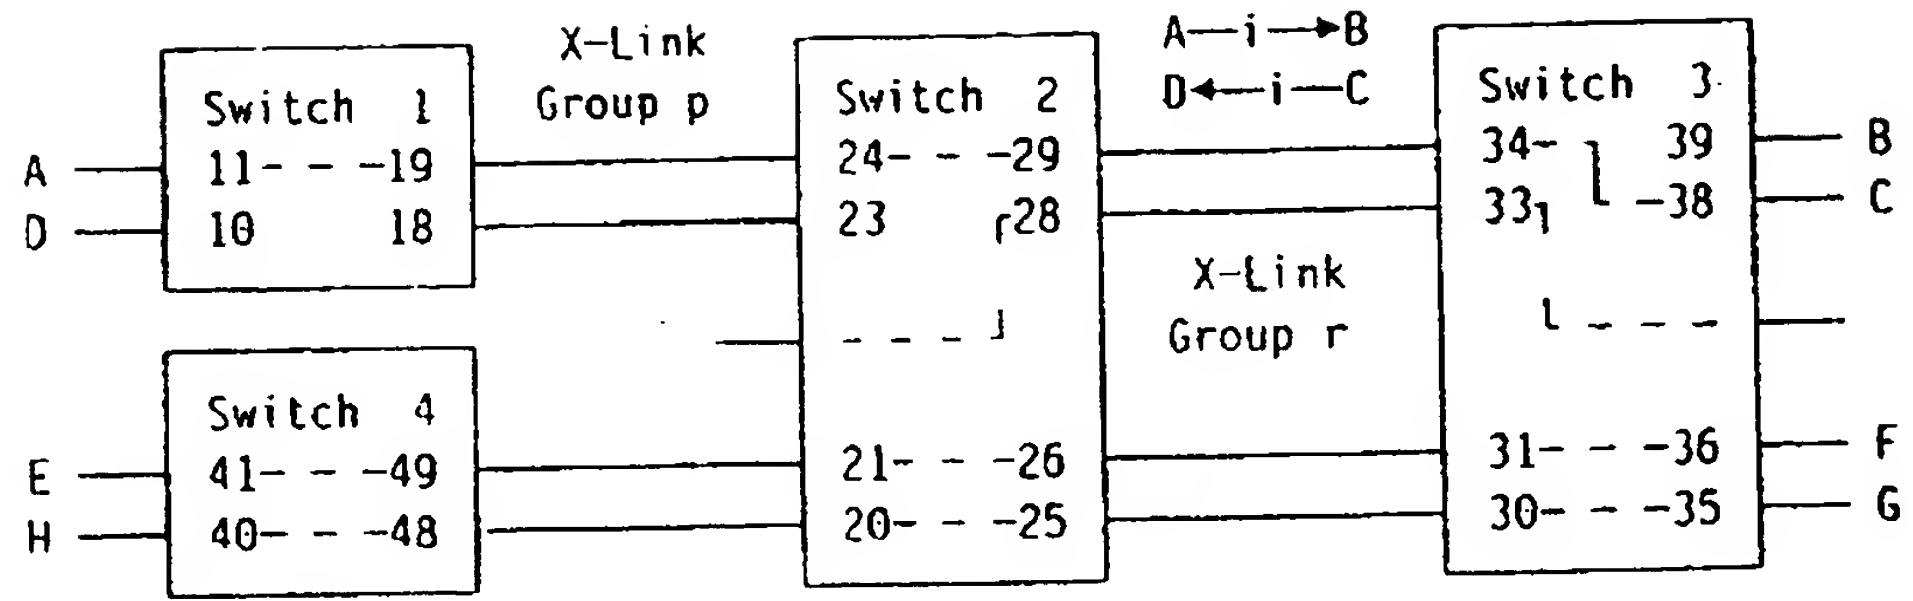 X-Link
Group p
A—i—→B
D←—i—C
Switch 1
A 11- - -19
D 10 18
Switch 2
24- - -29
23 28
21- - -26
20- - -25
X-Link
Group r
Switch 3
34- 39 B
33 -38 C
31- - -36 F
30- - -35 G
Switch 4
E 41- - -49
H 40- - -48